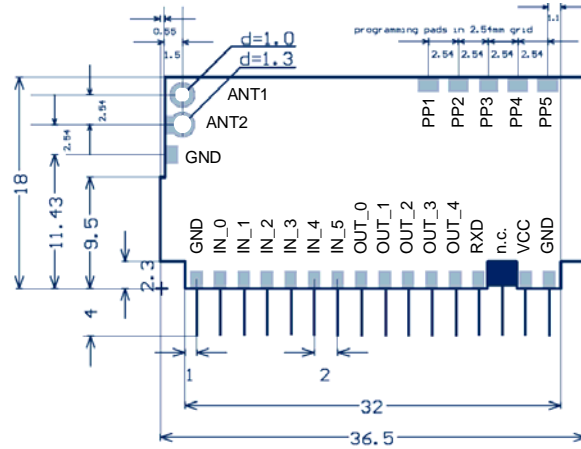 0.55
1.5
d=1.0
d=1.3
programming pads in 2.54mm grid
1.1
2.54
2.54
2.54
2.54
ANT1
ANT2
GND
PP1
PP2
PP3
PP4
PP5
2.54
2.54
18
11.43
9.5
2.3
4
GND
IN_0
IN_1
IN_2
IN_3
IN_4
IN_5
OUT_0
OUT_1
OUT_2
OUT_3
OUT_4
RXD
n.c.
VCC
GND
1
2
32
36.5